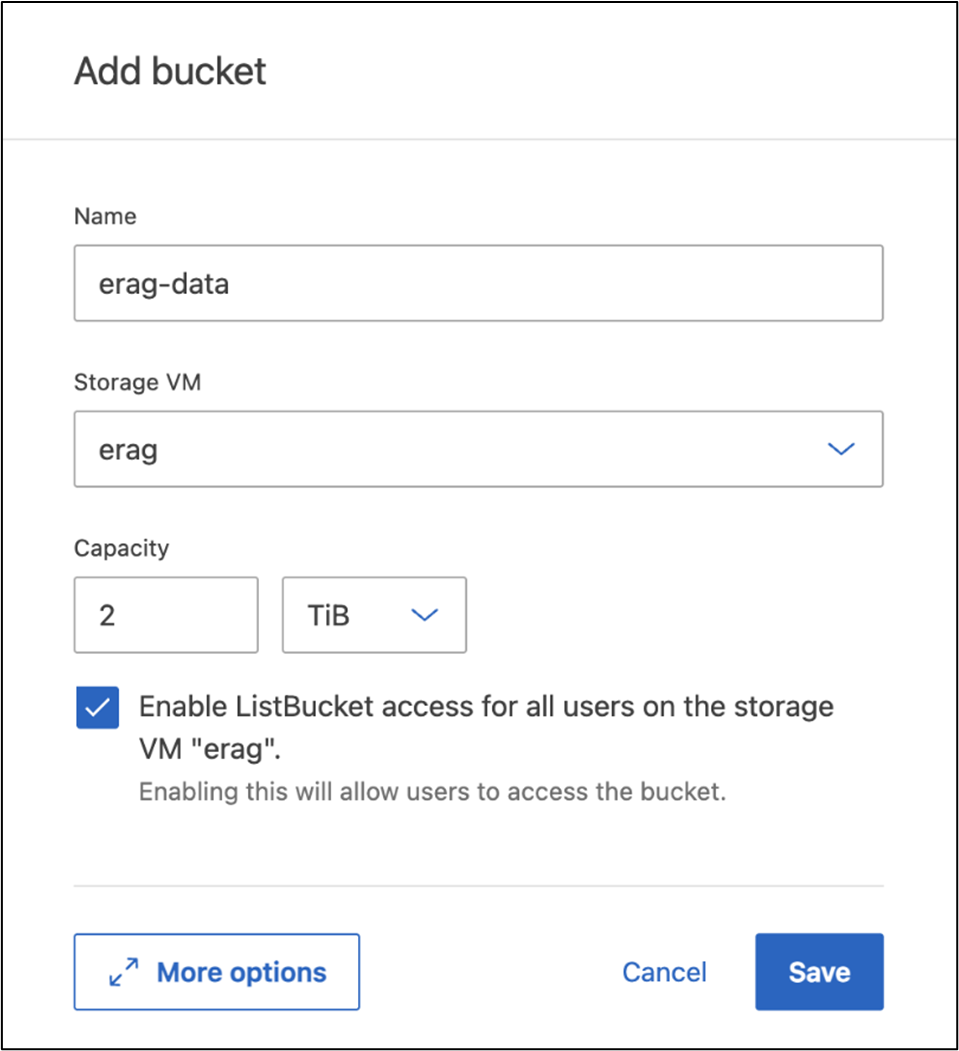 Add bucket
Name
erag-data
Storage VM
erag
Capacity
2 TiB
Enable ListBucket access for all users on the storage
VM "erag".
Enabling this will allow users to access the bucket.
More options Cancel Save